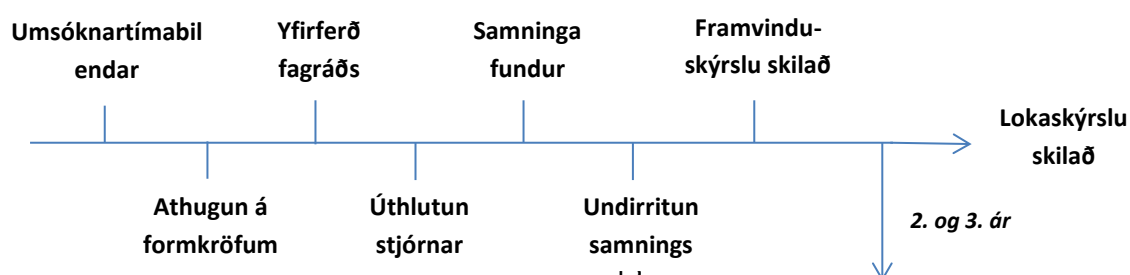 Umsóknartímabil
endar
Yfirferð
fagráðs
Samninga
fundur
Framvindu-
skýrslu skilað
Lokaskýrslu
skilað
Athugun á
formkröfum
Úthlutun
stjórnar
Undirritun
samnings
2. og 3. ár